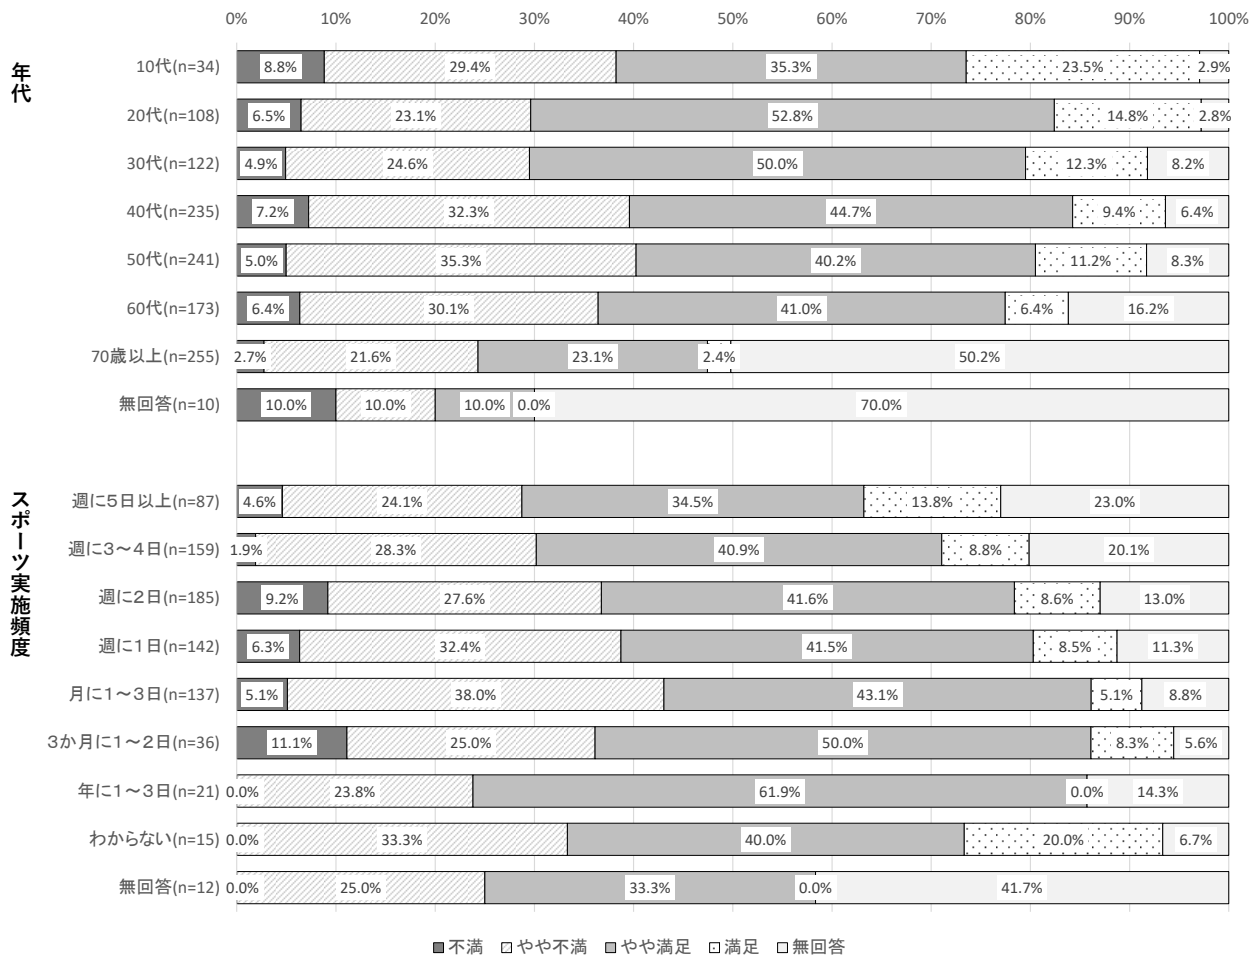 0% 10% 20% 30% 40% 50% 60% 70% 80% 90% 100%
年代
10代(n=34) 8.8% 29.4% 35.3% 23.5% 2.9%
20代(n=108) 6.5% 23.1% 52.8% 14.8% 2.8%
30代(n=122) 4.9% 24.6% 50.0% 12.3% 8.2%
40代(n=235) 7.2% 32.3% 44.7% 9.4% 6.4%
50代(n=241) 5.0% 35.3% 40.2% 11.2% 8.3%
60代(n=173) 6.4% 30.1% 41.0% 6.4% 16.2%
70歳以上(n=255) 2.7% 21.6% 23.1% 2.4% 50.2%
無回答(n=10) 10.0% 10.0% 10.0% 0.0% 70.0%
スポーツ実施頻度
週に５日以上(n=87) 4.6% 24.1% 34.5% 13.8% 23.0%
週に３～４日(n=159) 1.9% 28.3% 40.9% 8.8% 20.1%
週に２日(n=185) 9.2% 27.6% 41.6% 8.6% 13.0%
週に１日(n=142) 6.3% 32.4% 41.5% 8.5% 11.3%
月に１～３日(n=137) 5.1% 38.0% 43.1% 5.1% 8.8%
３か月に１～２日(n=36) 11.1% 25.0% 50.0% 8.3% 5.6%
年に１～３日(n=21) 0.0% 23.8% 61.9% 0.0% 14.3%
わからない(n=15) 0.0% 33.3% 40.0% 20.0% 6.7%
無回答(n=12) 0.0% 25.0% 33.3% 0.0% 41.7%
不満 やや不満 やや満足 満足 無回答